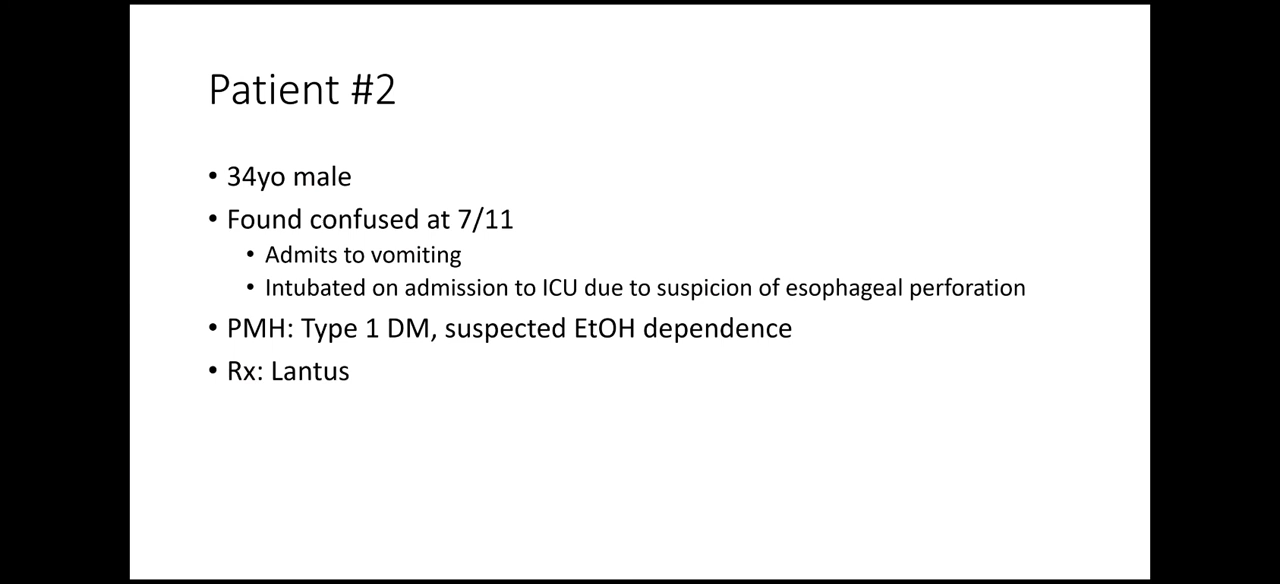 Patient #2
• 34yo male
• Found confused at 7/11
• Admits to vomiting
• Intubated on admission to ICU due to suspicion of esophageal perforation
• PMH: Type 1 DM, suspected EtOH dependence
• Rx: Lantus